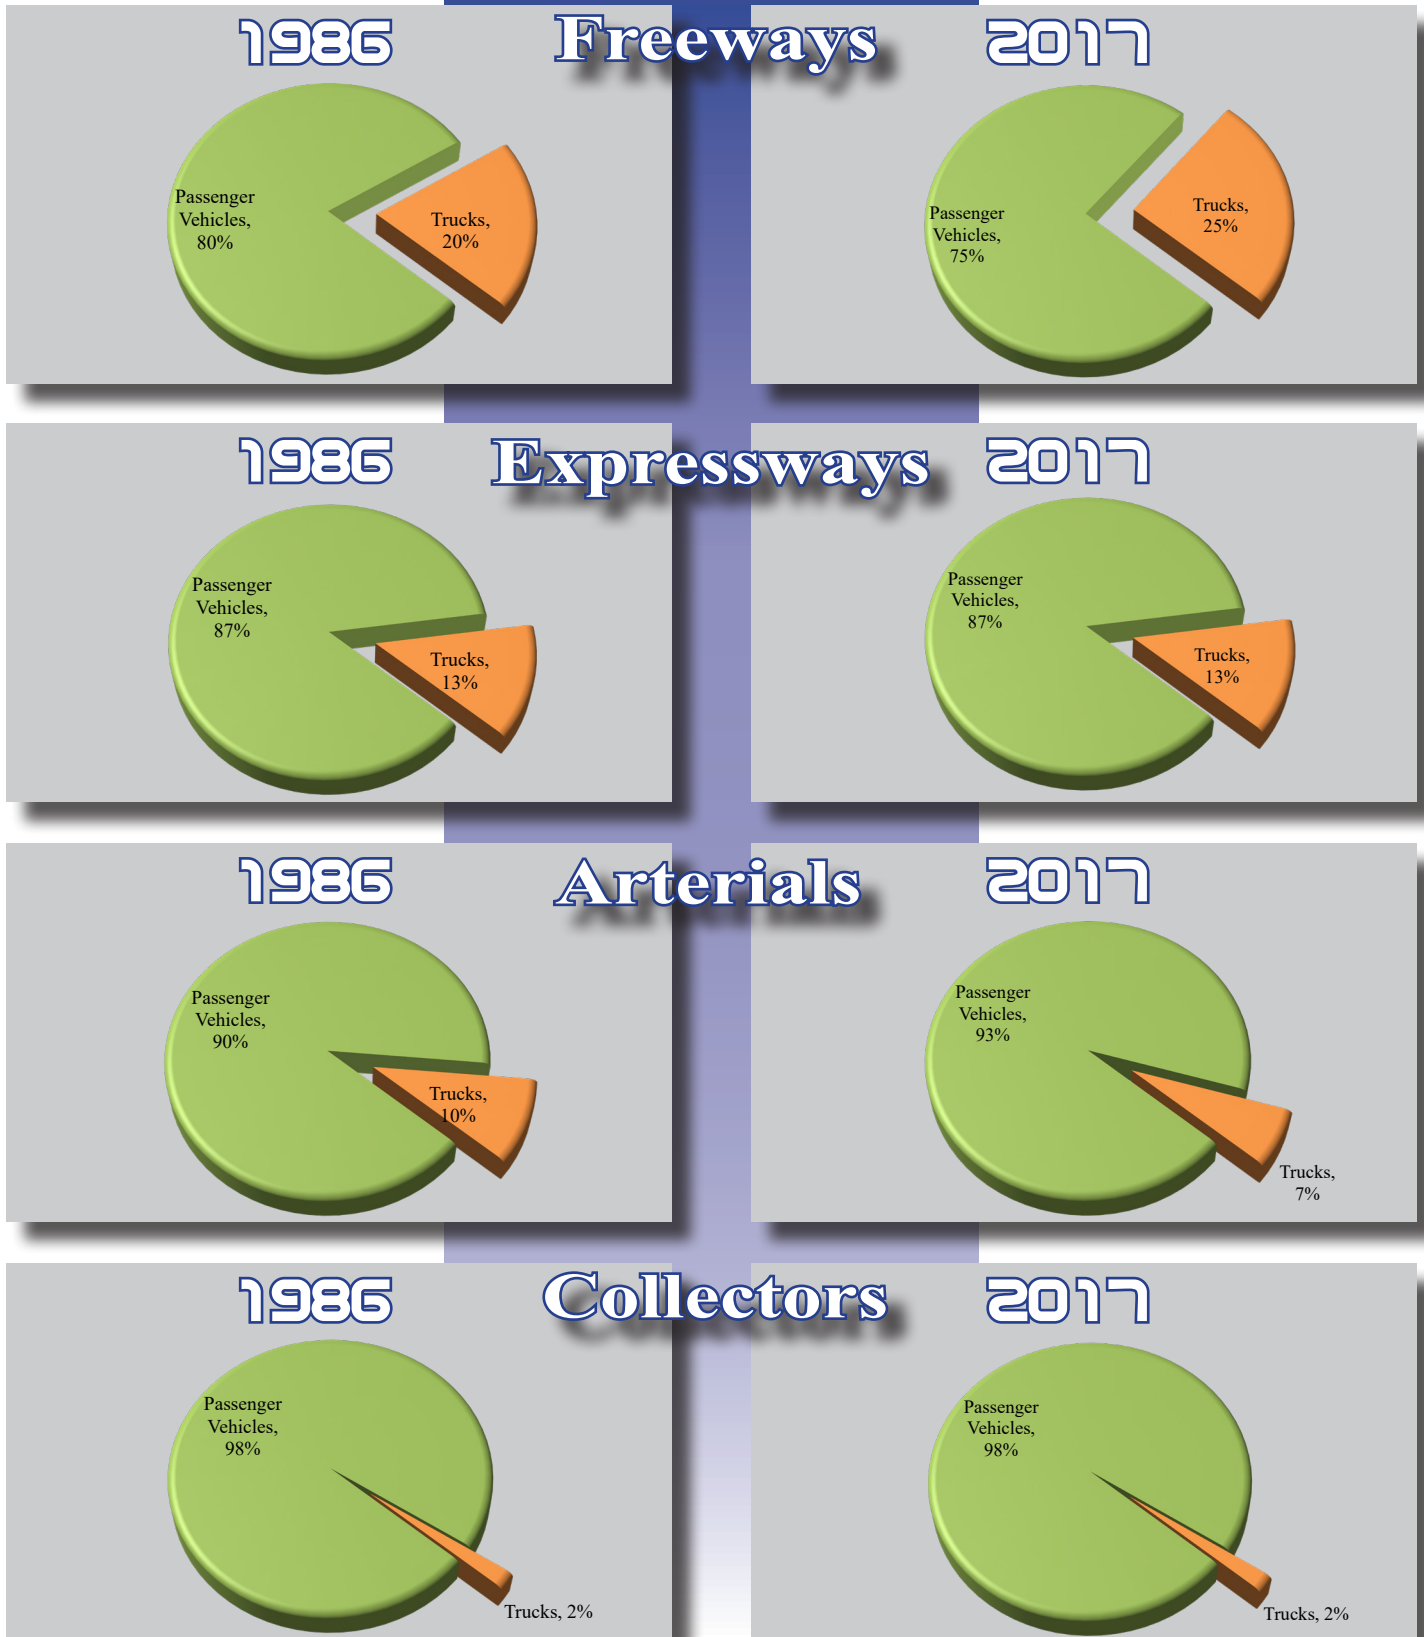 1986 Freeways 2017
Passenger
Vehicles,
80%
Trucks,
20%
Passenger
Vehicles,
75%
Trucks,
25%
1986 Expressways 2017
Passenger
Vehicles,
87%
Trucks,
13%
Passenger
Vehicles,
87%
Trucks,
13%
1986 Arterials 2017
Passenger
Vehicles,
90%
Trucks,
10%
Passenger
Vehicles,
93%
Trucks,
7%
1986 Collectors 2017
Passenger
Vehicles,
98%
Trucks, 2%
Passenger
Vehicles,
98%
Trucks, 2%